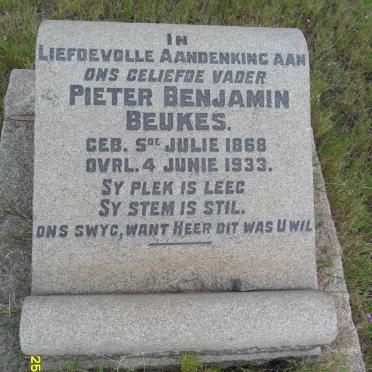 IN
LIEFDEVOLLE AANDENKING AAN
ONS GELIEFDE VADER
PIETER BENJAMIN
BEUKES.
GEB. 5DE JULIE 1868
OVRL. 4 JUNIE 1933.
SY PLEK IS LEEG
SY STEM IS STIL.
ONS SWYG, WANT HEER DIT WAS U WIL
25